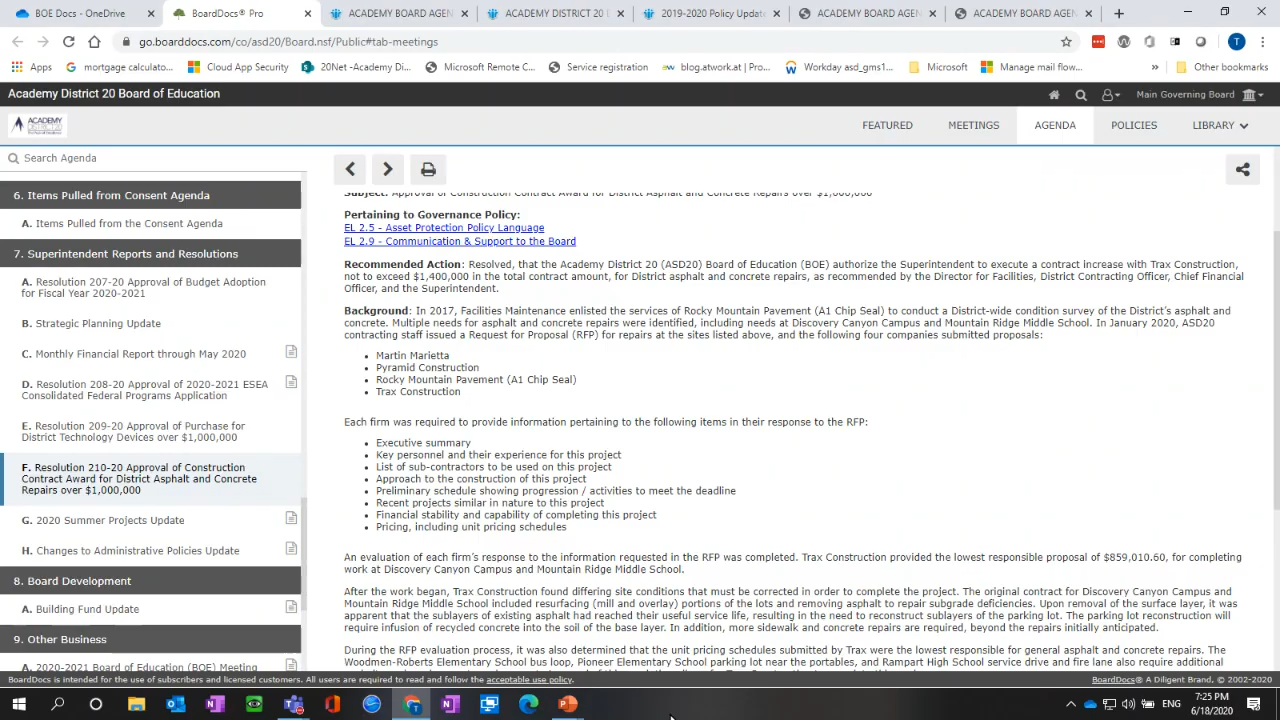 BOE Docs - OneDrive
BoardDocs® Pro
ACADEMY BOARD AGEN
ACADEMY DISTRICT 20 L
2019-2020 Policy Updat
ACADEMY BOARD AGEN
ACADEMY BOARD AGEN
go.boarddocs.com/co/asd20/Board.nsf/Public#tab-meetings
T
Apps
mortgage calculato...
Cloud App Security
20Net -Academy Di...
Microsoft Remote C...
Service registration
blog.atwork.at | Pro...
Workday asd_gms1...
Microsoft
Manage mail flow...
»
Other bookmarks
Academy District 20 Board of Education
Main Governing Board
ACADEMY
FEATURED
MEETINGS
AGENDA
POLICIES
LIBRARY
Search Agenda
6. Items Pulled from Consent Agenda
A. Items Pulled from the Consent Agenda
7. Superintendent Reports and Resolutions
A. Resolution 207-20 Approval of Budget Adoption
for Fiscal Year 2020-2021
B. Strategic Planning Update
C. Monthly Financial Report through May 2020
D. Resolution 208-20 Approval of 2020-2021 ESEA
Consolidated Federal Programs Application
E. Resolution 209-20 Approval of Purchase for
District Technology Devices over $1,000,000
F. Resolution 210-20 Approval of Construction
Contract Award for District Asphalt and Concrete
Repairs over $1,000,000
G. 2020 Summer Projects Update
H. Changes to Administrative Policies Update
8. Board Development
A. Building Fund Update
9. Other Business
A. 2020-2021 Board of Education (BOE) Meeting
Subject: Approval of Construction Contract Award for District Asphalt and Concrete Repairs over $1,000,000
Pertaining to Governance Policy:
EL 2.5 - Asset Protection Policy Language
EL 2.9 - Communication & Support to the Board
Recommended Action: Resolved, that the Academy District 20 (ASD20) Board of Education (BOE) authorize the Superintendent to execute a contract increase with Trax Construction,
not to exceed $1,400,000 in the total contract amount, for District asphalt and concrete repairs, as recommended by the Director for Facilities, District Contracting Officer, Chief Financial
Officer, and the Superintendent.
Background: In 2017, Facilities Maintenance enlisted the services of Rocky Mountain Pavement (A1 Chip Seal) to conduct a District-wide condition survey of the District's asphalt and
concrete. Multiple needs for asphalt and concrete repairs were identified, including needs at Discovery Canyon Campus and Mountain Ridge Middle School. In January 2020, ASD20
contracting staff issued a Request for Proposal (RFP) for repairs at the sites listed above, and the following four companies submitted proposals:
• Martin Marietta
• Pyramid Construction
• Rocky Mountain Pavement (A1 Chip Seal)
• Trax Construction
Each firm was required to provide information pertaining to the following items in their response to the RFP:
• Executive summary
• Key personnel and their experience for this project
• List of sub-contractors to be used on this project
• Approach to the construction of this project
• Preliminary schedule showing progression / activities to meet the deadline
• Recent projects similar in nature to this project
• Financial stability and capability of completing this project
• Pricing, including unit pricing schedules
An evaluation of each firm's response to the information requested in the RFP was completed. Trax Construction provided the lowest responsible proposal of $859,010.60, for completing
work at Discovery Canyon Campus and Mountain Ridge Middle School.
After the work began, Trax Construction found differing site conditions that must be corrected in order to complete the project. The original contract for Discovery Canyon Campus and
Mountain Ridge Middle School included resurfacing (mill and overlay) portions of the lots and removing asphalt to repair subgrade deficiencies. Upon removal of the surface layer, it was
apparent that the sublayers of existing asphalt had reached their useful service life, resulting in the need to reconstruct sublayers of the parking lot. The parking lot reconstruction will
require infusion of recycled concrete into the soil of the base layer. In addition, more sidewalk and concrete repairs are required, beyond the repairs initially anticipated.
During the RFP evaluation process, it was also determined that the unit pricing schedules submitted by Trax were the lowest responsible for general asphalt and concrete repairs. The
Woodmen-Roberts Elementary School bus loop, Pioneer Elementary School parking lot near the portables, and Rampart High School service drive and fire lane also require additional
BoardDocs is intended for the use of subscribers and licensed customers. All users are required to read and follow the acceptable use policy.
BoardDocs® A Diligent Brand, © 2002-2020
ENG
7:25 PM
6/18/2020